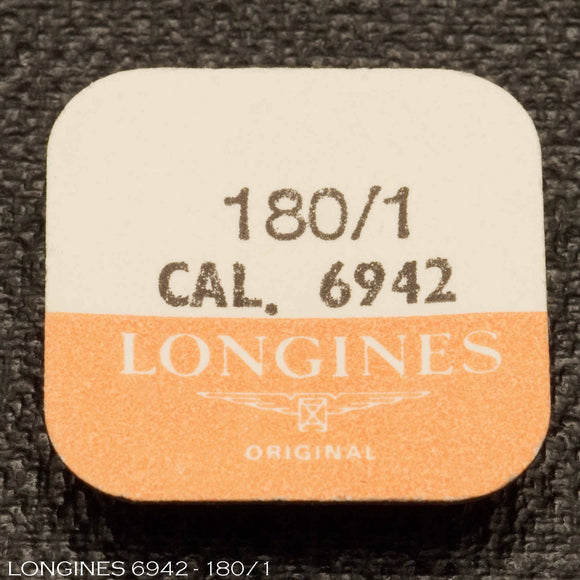 180/1
CAL. 6942
LONGINES
ORIGINAL
LONGINES 6942 - 180/1